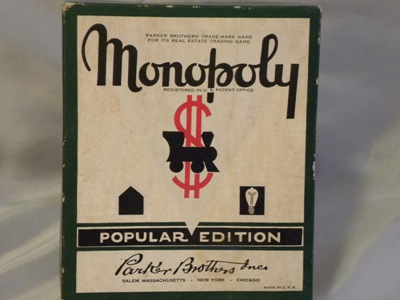 PARKER BROTHERS TRADE-MARK NAME
FOR ITS REAL ESTATE TRADING GAME
Monopoly
REGISTERED IN U. S. PATENT OFFICE
POPULAR EDITION
Parker Brothers Inc.
SALEM, MASSACHUSETTS · NEW YORK · CHICAGO
MADE IN U.S.A.